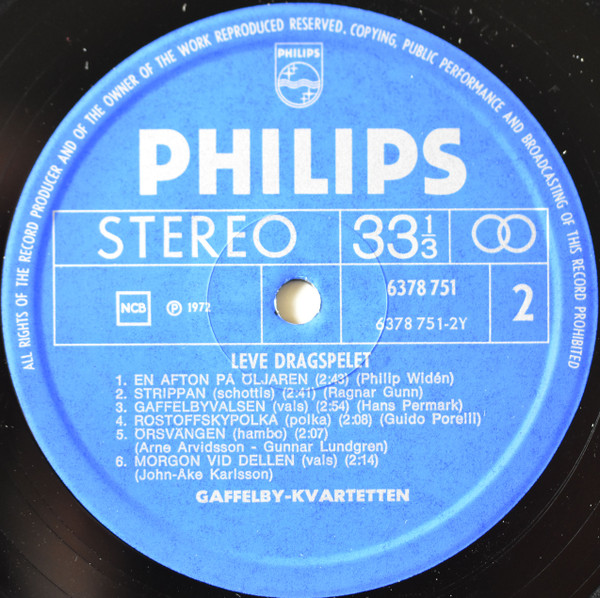 ALL RIGHTS OF THE RECORD PRODUCER AND OF THE OWNER OF THE WORK REPRODUCED RESERVED. COPYING, PUBLIC PERFORMANCE AND BROADCASTING OF THIS RECORD PROHIBITED
PHILIPS
PHILIPS
STEREO 33 1/3
NCB ℗ 1972 6378 751 2
6378 751-2Y
LEVE DRAGSPELET
1. EN AFTON PÅ ÖLJAREN (2:43) (Philip Widén)
2. STRIPPAN (schottis) (2:41) (Ragnar Gunn)
3. GAFFELBYVALSEN (vals) (2:54) (Hans Permark)
4. ROSTOFFSKYPOLKA (polka) (2:08) (Guido Porelli)
5. ÖRSVÄNGEN (hambo) (2:07)
(Arne Arvidsson - Gunnar Lundgren)
6. MORGON VID DELLEN (vals) (2:14)
(John-Åke Karlsson)
GAFFELBY-KVARTETTEN